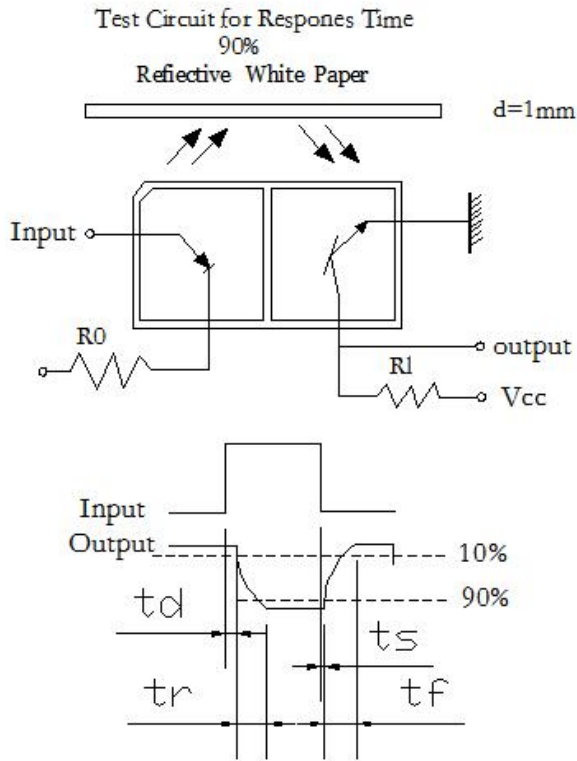 Test Circuit for Respones Time
90%
Reflective White Paper
d=1mm
Input
R0
output
R1
Vcc
Input
Output
10%
90%
td
ts
tr
tf